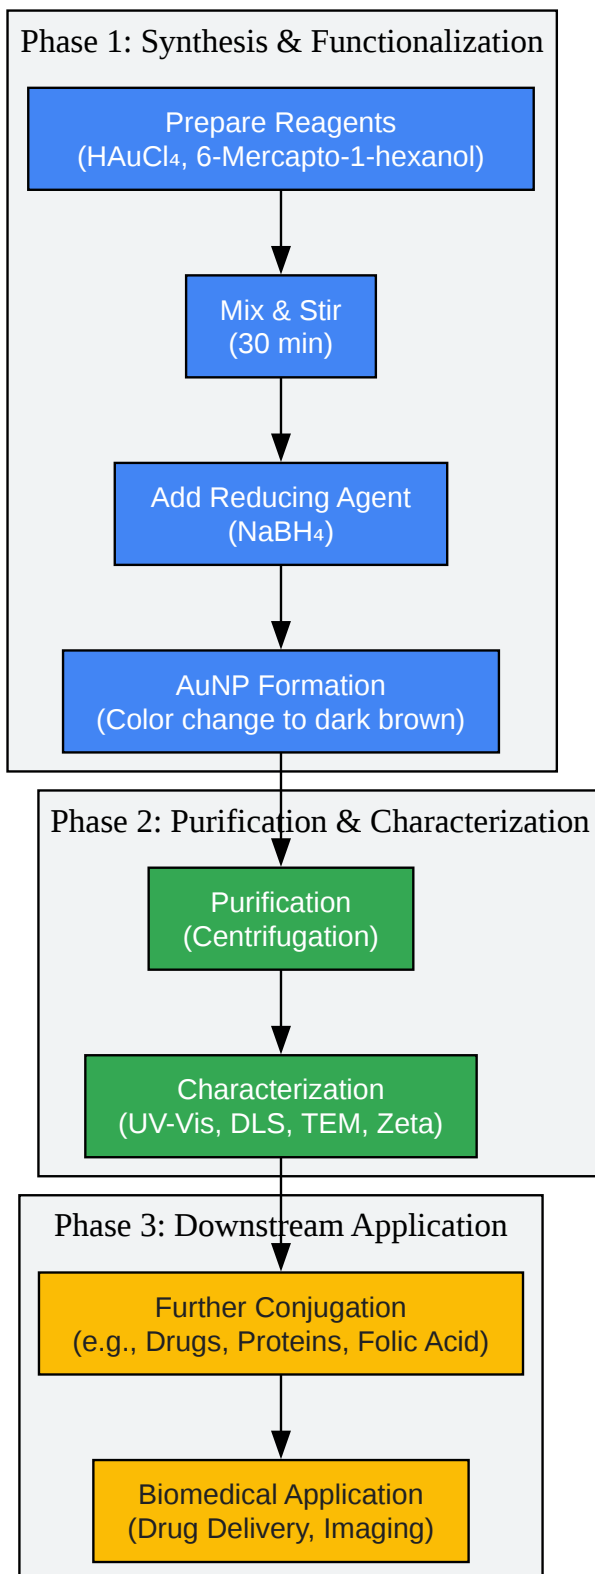 Phase 1: Synthesis & Functionalization
Prepare Reagents
(HAuCl₄, 6-Mercapto-1-hexanol)
Mix & Stir
(30 min)
Add Reducing Agent
(NaBH₄)
AuNP Formation
(Color change to dark brown)
Phase 2: Purification & Characterization
Purification
(Centrifugation)
Characterization
(UV-Vis, DLS, TEM, Zeta)
Phase 3: Downstream Application
Further Conjugation
(e.g., Drugs, Proteins, Folic Acid)
Biomedical Application
(Drug Delivery, Imaging)